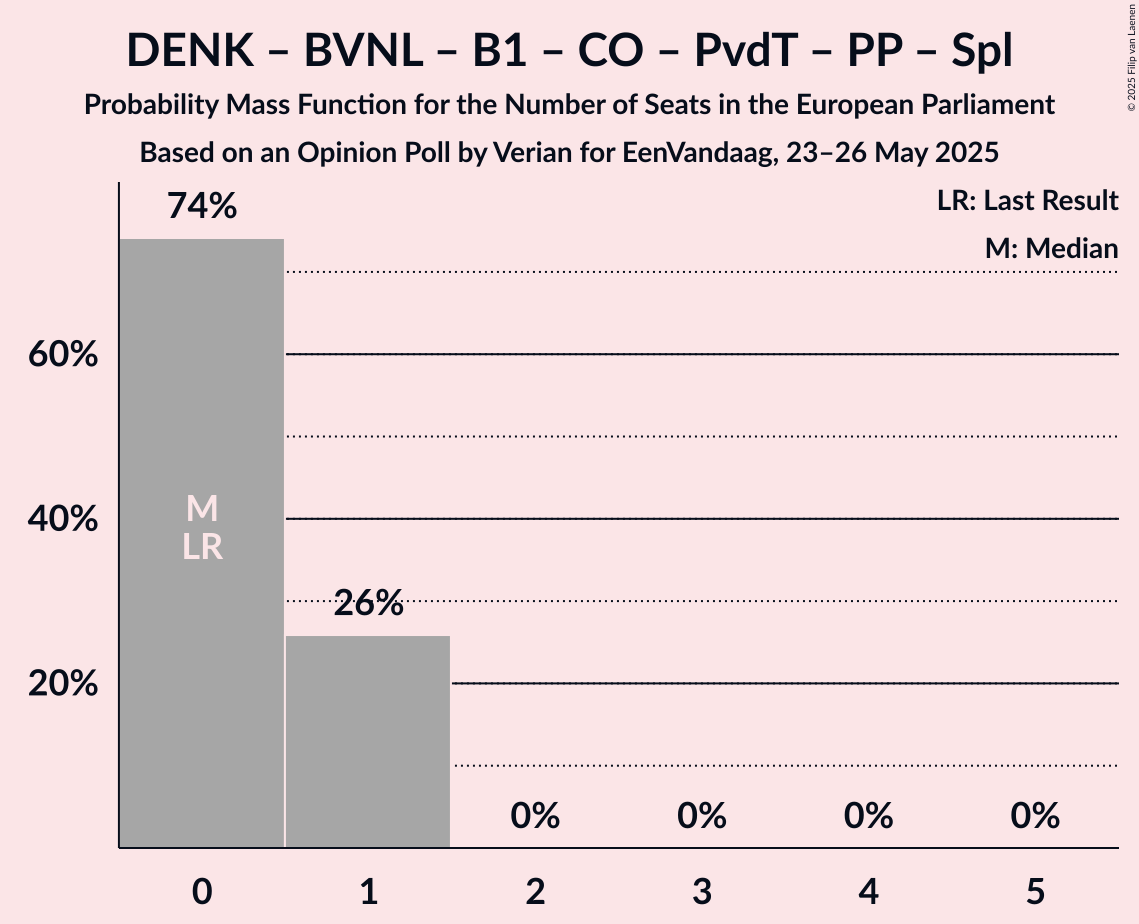 DENK – BVNL – B1 – CO – PvdT – PP – Spl
Probability Mass Function for the Number of Seats in the European Parliament
Based on an Opinion Poll by Verian for EenVandaag, 23–26 May 2025
© 2025 Filip van Laenen
LR: Last Result
M: Median
74%
60%
M
40%
LR
26%
20%
0% 0% 0% 0%
0 1 2 3 4 5